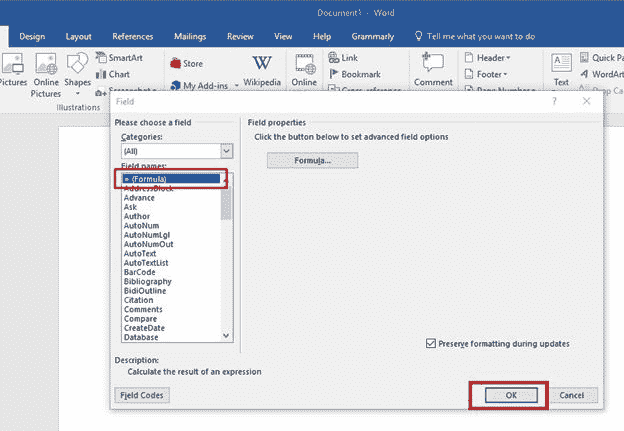 Document1 - Word
Design Layout References Mailings Review View Help Grammarly Tell me what you want to do
Pictures Online Pictures Shapes SmartArt Chart Screenshot
Store
My Add-ins
Wikipedia
Online
Link
Bookmark
Cross-reference
Comment
Header
Footer
Page Number
Text
Quick Pa
WordArt
Drop Cap
Illustrations
Field ? ×
Please choose a field
Categories:
(All)
Field names:
= (Formula)
AddressBlock
Advance
Ask
Author
AutoNum
AutoNumLgl
AutoNumOut
AutoText
AutoTextList
BarCode
Bibliography
BidiOutline
Citation
Comments
Compare
CreateDate
Database
Field properties
Click the button below to set advanced field options
Formula...
Preserve formatting during updates
Description:
Calculate the result of an expression
Field Codes
OK
Cancel